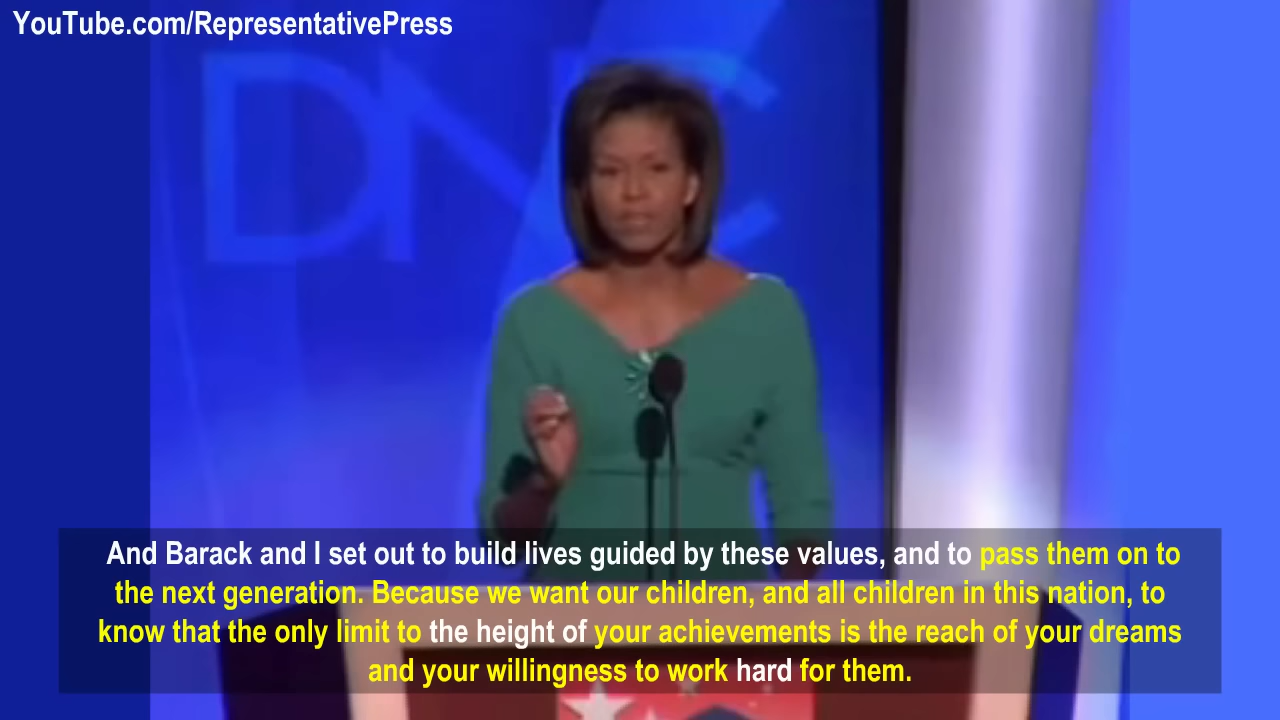 YouTube.com/RepresentativePress
DNC
And Barack and I set out to build lives guided by these values, and to pass them on to
the next generation. Because we want our children, and all children in this nation, to
know that the only limit to the height of your achievements is the reach of your dreams
and your willingness to work hard for them.